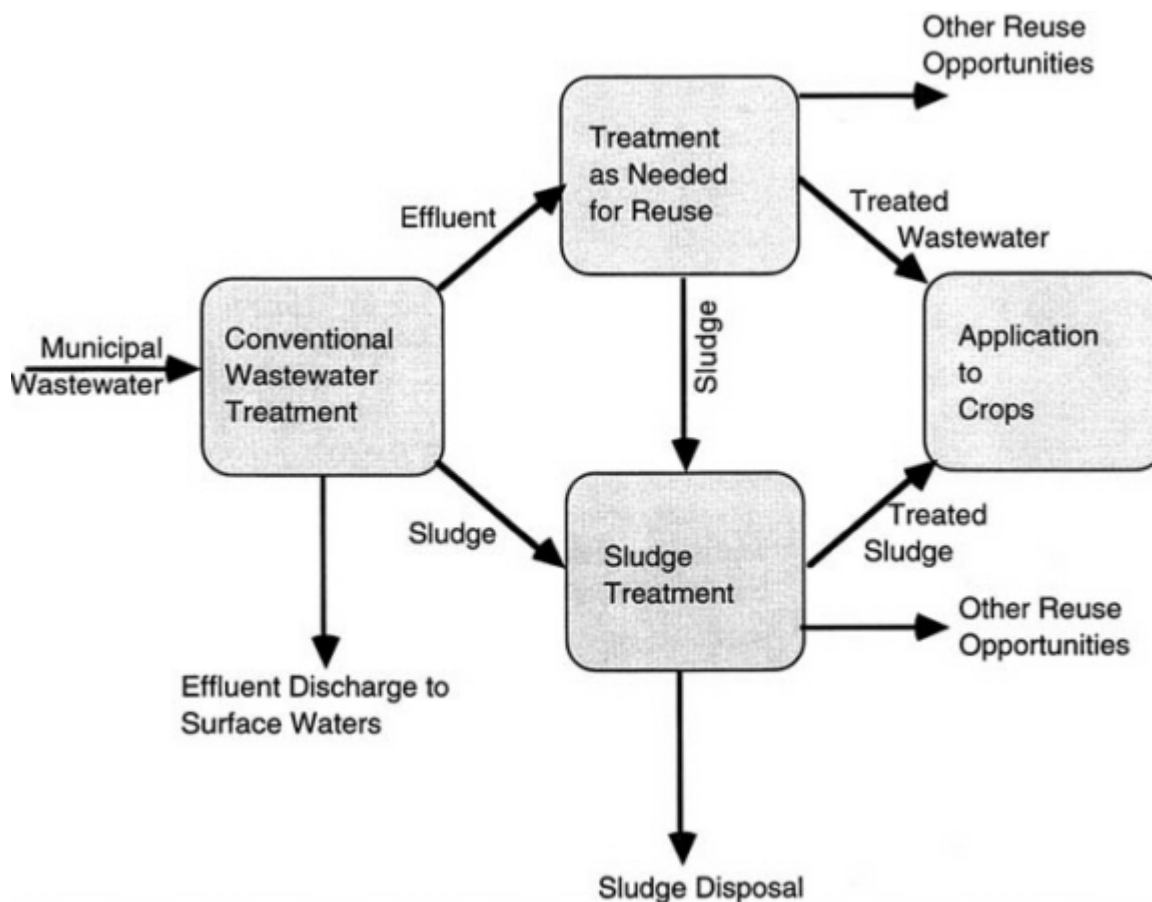 Other Reuse
Opportunities
Treatment
as Needed
for Reuse
Effluent
Treated
Wastewater
Municipal
Wastewater
Conventional
Wastewater
Treatment
Sludge
Application
to
Crops
Sludge
Treated
Sludge
Sludge
Treatment
Other Reuse
Opportunities
Effluent Discharge to
Surface Waters
Sludge Disposal